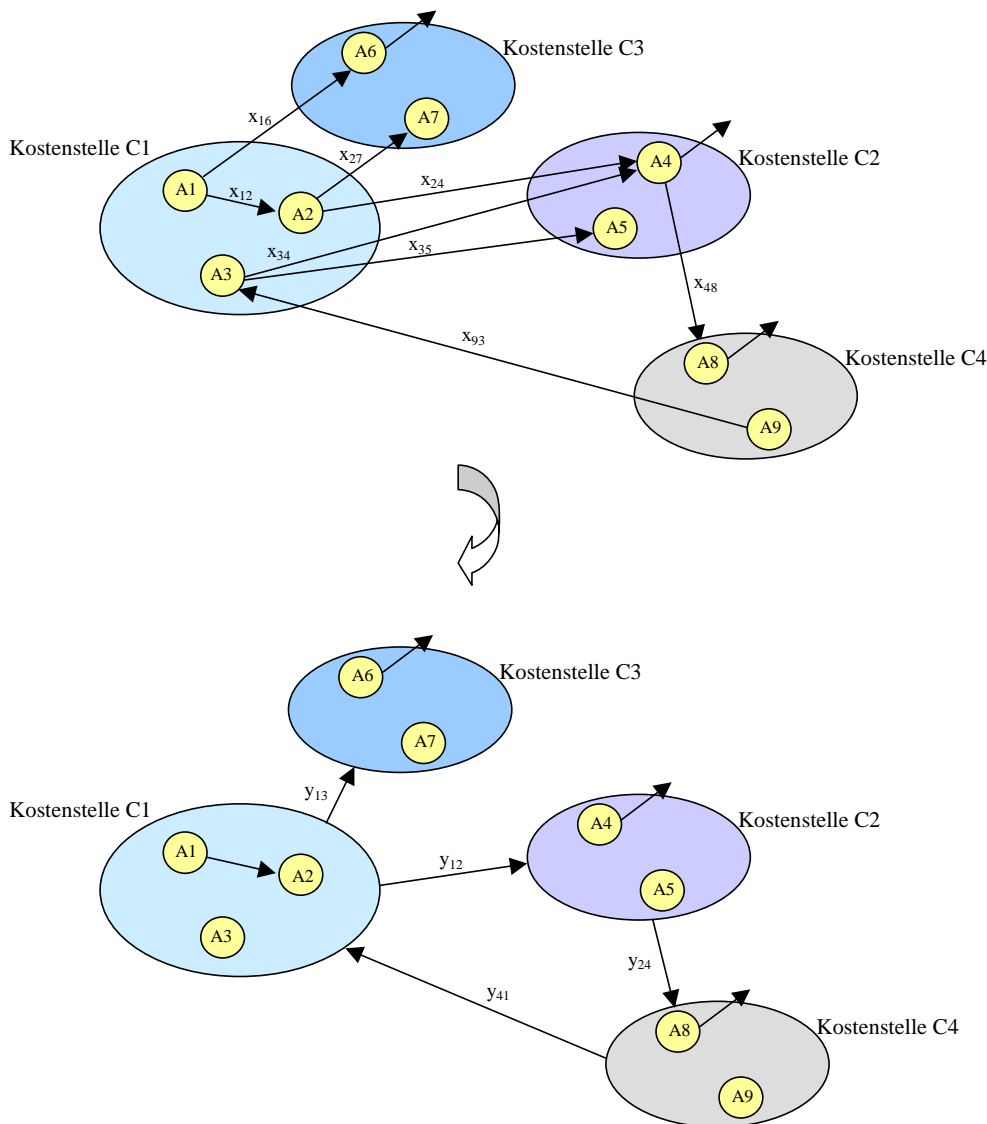 A6
Kostenstelle C3
x16
A7
Kostenstelle C1
x27
A4
Kostenstelle C2
A1
x12
x24
A2
A5
x34
x35
A3
x48
x93
A8
Kostenstelle C4
A9
A6
Kostenstelle C3
A7
y13
Kostenstelle C1
A4
Kostenstelle C2
A1
y12
A2
A5
A3
y24
y41
A8
Kostenstelle C4
A9